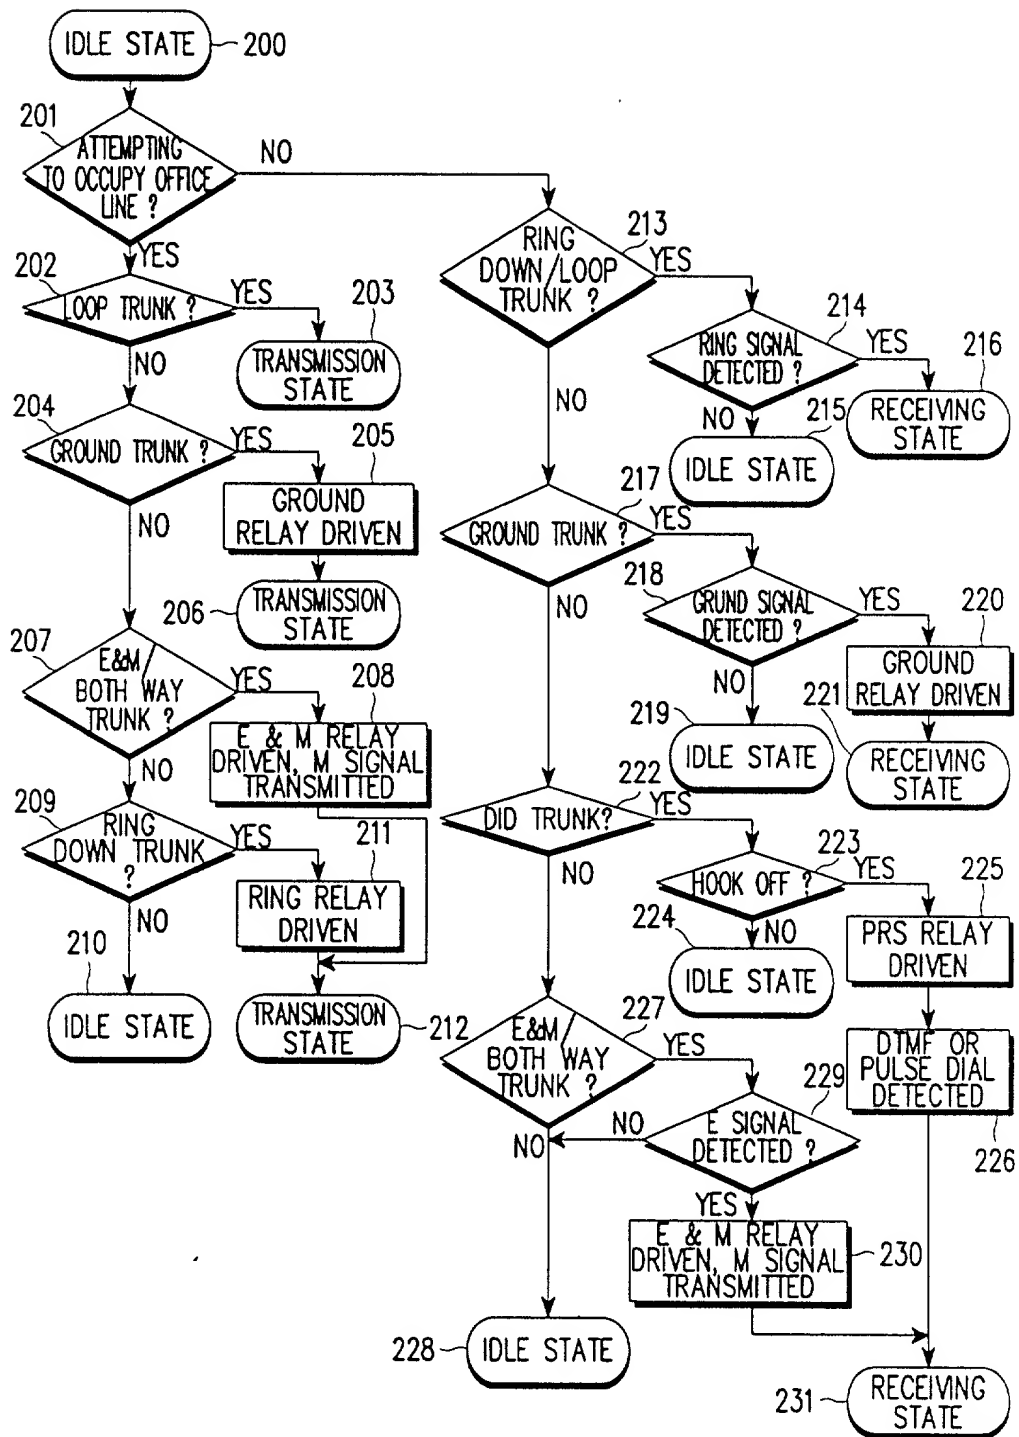 IDLE STATE
200
201
ATTEMPTING
TO OCCUPY OFFICE
LINE ?
NO
YES
202
LOOP TRUNK ?
YES
203
TRANSMISSION
STATE
NO
204
GROUND TRUNK ?
YES
205
GROUND
RELAY DRIVEN
NO
206
TRANSMISSION
STATE
207
E&M/
BOTH WAY
TRUNK ?
YES
208
E & M RELAY
DRIVEN, M SIGNAL
TRANSMITTED
NO
209
RING
DOWN TRUNK
?
YES
211
RING RELAY
DRIVEN
NO
210
IDLE STATE
TRANSMISSION
STATE
212
RING
DOWN/LOOP
TRUNK ?
213
YES
214
RING SIGNAL
DETECTED ?
YES
216
RECEIVING
STATE
NO
215
IDLE STATE
NO
217
GROUND TRUNK ?
YES
218
GRUND SIGNAL
DETECTED ?
YES
220
GROUND
RELAY DRIVEN
NO
NO
219
IDLE STATE
221
RECEIVING
STATE
222
DID TRUNK?
YES
223
HOOK OFF ?
YES
225
PRS RELAY
DRIVEN
NO
224
NO
IDLE STATE
E&M/
BOTH WAY
TRUNK ?
227
YES
DTMF OR
PULSE DIAL
DETECTED
226
229
E SIGNAL
DETECTED ?
NO
NO
YES
E & M RELAY
DRIVEN, M SIGNAL
TRANSMITTED
230
228
IDLE STATE
231
RECEIVING
STATE